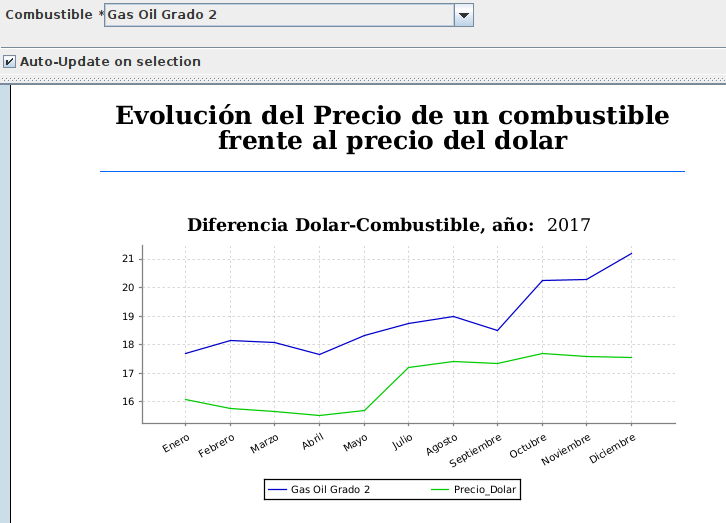 Combustible *Gas Oil Grado 2
Auto-Update on selection
Evolución del Precio de un combustible
frente al precio del dolar
Diferencia Dolar-Combustible, año: 2017
21
20
19
18
17
16
Enero
Febrero
Marzo
Abril
Mayo
Julio
Agosto
Septiembre
Octubre
Noviembre
Diciembre
Gas Oil Grado 2 Precio_Dolar